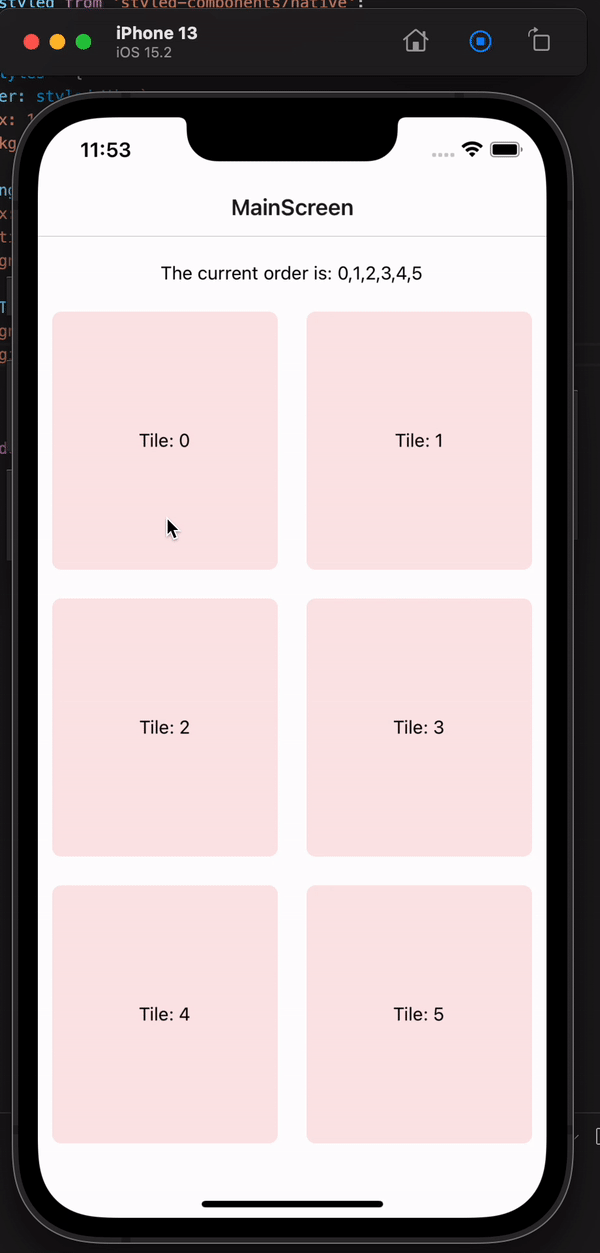 styled from 'styled-components/native';
iPhone 13
iOS 15.2
11:53
MainScreen
The current order is: 0,1,2,3,4,5
Tile: 0
Tile: 1
Tile: 2
Tile: 3
Tile: 4
Tile: 5